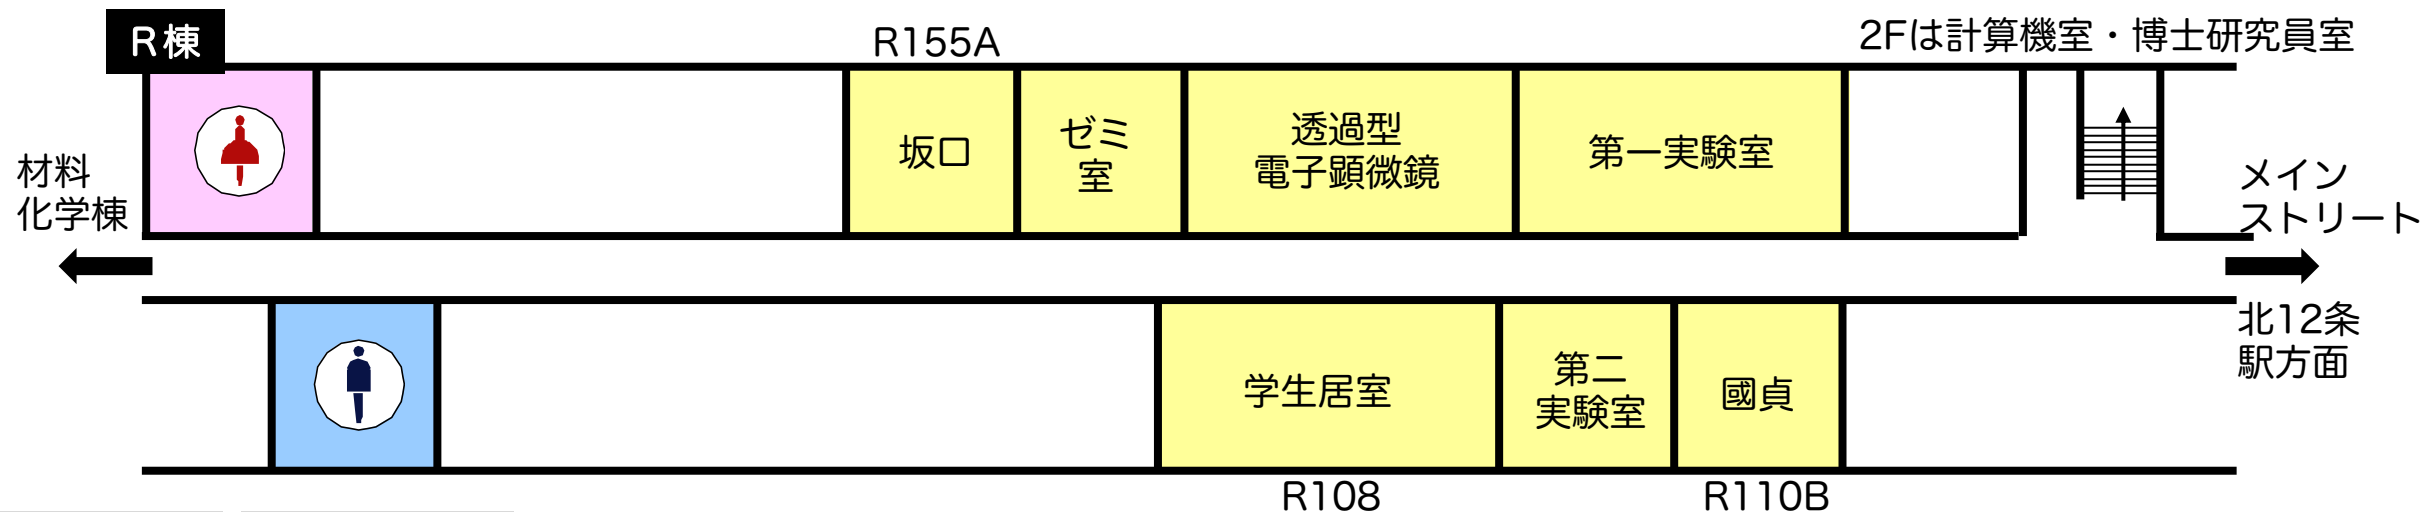 R棟
R155A
2Fは計算機室・博士研究員室
材料
化学棟
坂口
ゼミ
室
透過型
電子顕微鏡
第一実験室
メイン
ストリート
学生居室
第二
実験室
國貞
北12条
駅方面
R108
R110B